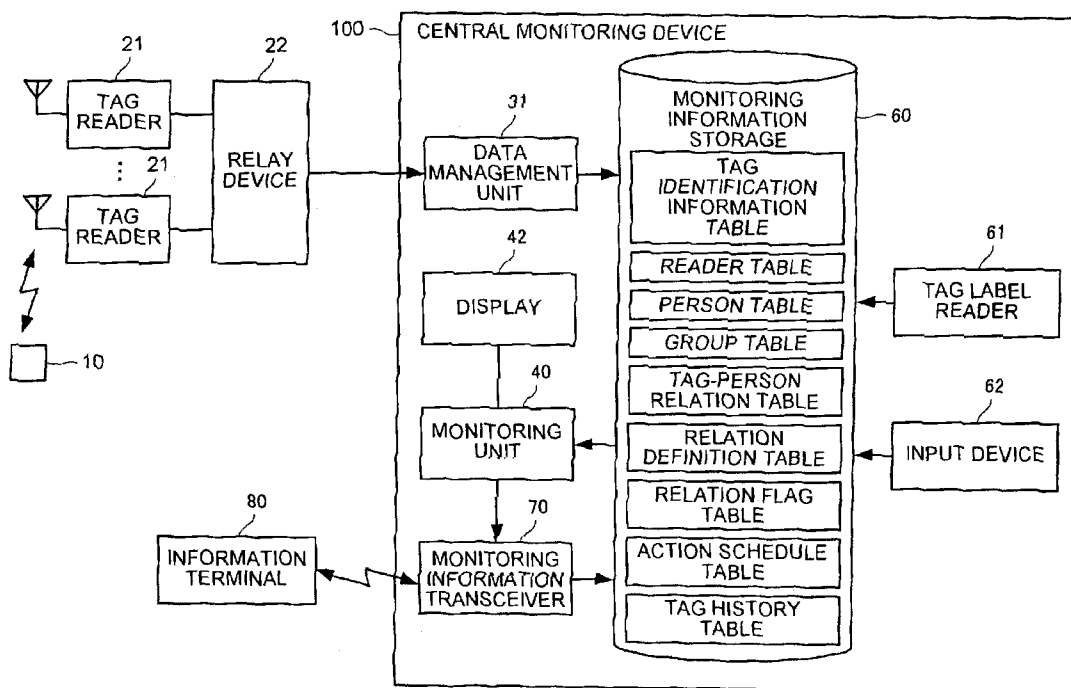 100
CENTRAL MONITORING DEVICE
21
22
TAG
READER
21
TAG
READER
RELAY
DEVICE
10
31
DATA
MANAGEMENT
UNIT
42
DISPLAY
40
MONITORING
UNIT
70
MONITORING
INFORMATION
TRANSCEIVER
80
INFORMATION
TERMINAL
MONITORING
INFORMATION
STORAGE
60
TAG
IDENTIFICATION
INFORMATION
TABLE
READER TABLE
PERSON TABLE
GROUP TABLE
TAG-PERSON
RELATION TABLE
RELATION
DEFINITION TABLE
RELATION FLAG
TABLE
ACTION SCHEDULE
TABLE
TAG HISTORY
TABLE
61
TAG LABEL
READER
62
INPUT DEVICE